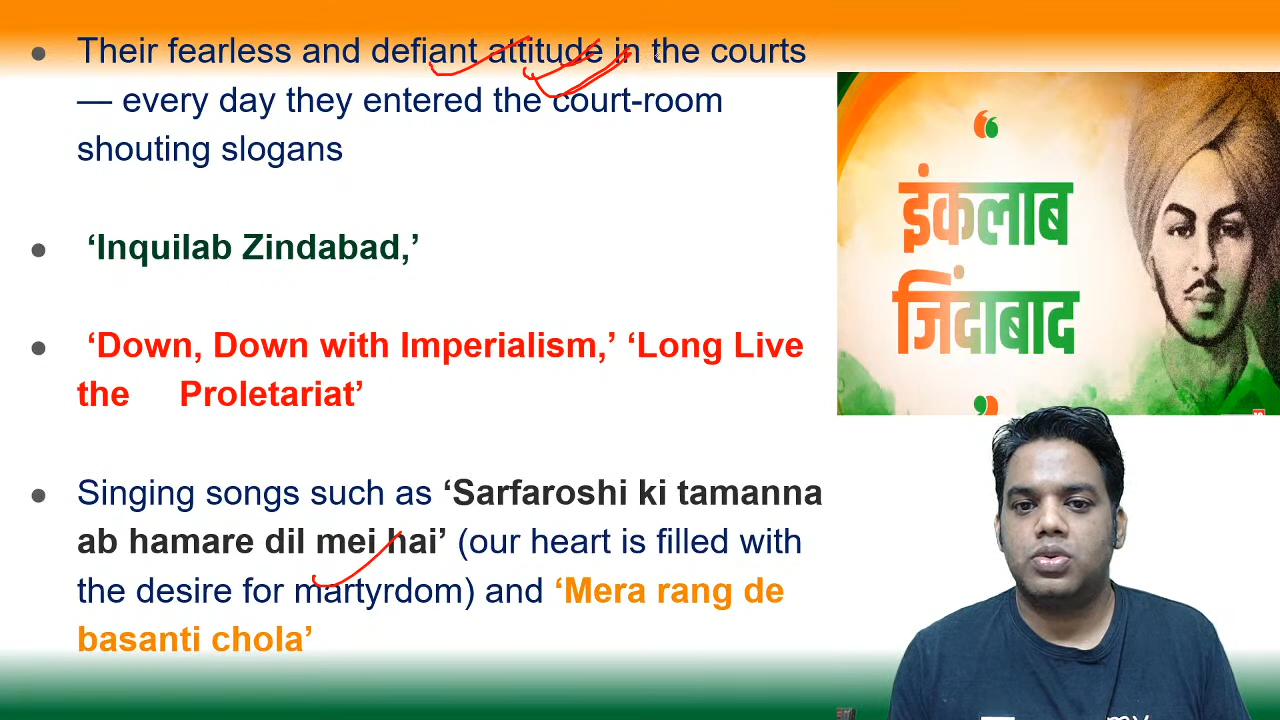 Their fearless and defiant attitude in the courts
— every day they entered the court-room
shouting slogans
‘Inquilab Zindabad,’
‘Down, Down with Imperialism,’ ‘Long Live
the Proletariat’
Singing songs such as ‘Sarfaroshi ki tamanna
ab hamare dil mei hai’ (our heart is filled with
the desire for martyrdom) and ‘Mera rang de
basanti chola’
“
इंकलाब
जिंदाबाद
”